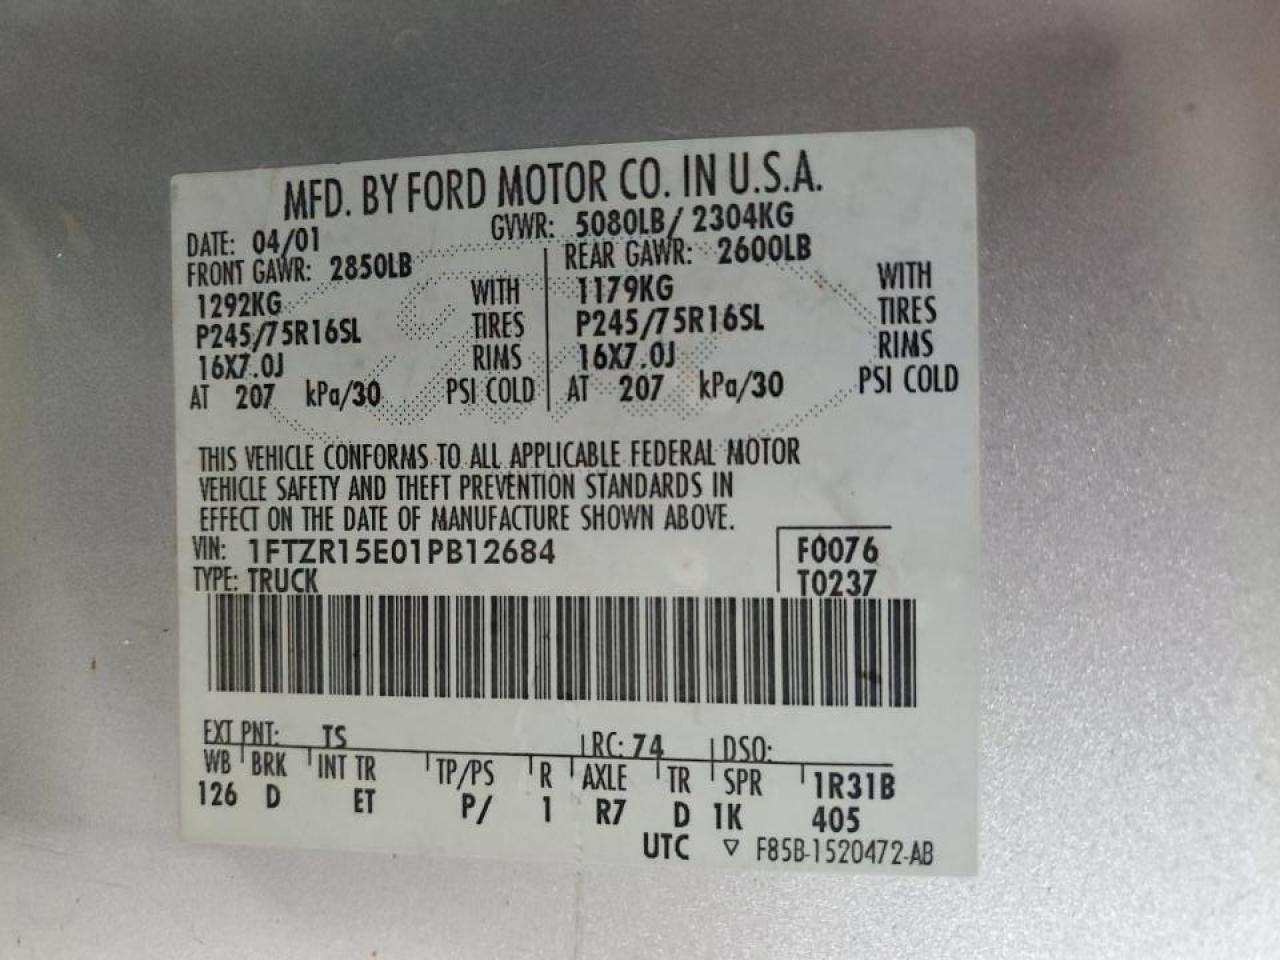 MFD. BY FORD MOTOR CO. IN U.S.A.
DATE: 04/01 GVWR: 5080LB/ 2304KG
FRONT GAWR: 2850LB REAR GAWR: 2600LB
1292KG WITH 1179KG WITH
P245/75R16SL TIRES P245/75R16SL TIRES
16X7.0J RIMS 16X7.0J RIMS
AT 207 kPa/30 PSI COLD AT 207 kPa/30 PSI COLD
THIS VEHICLE CONFORMS TO ALL APPLICABLE FEDERAL MOTOR
VEHICLE SAFETY AND THEFT PREVENTION STANDARDS IN
EFFECT ON THE DATE OF MANUFACTURE SHOWN ABOVE.
VIN: 1FTZR15E01PB12684 F0076
TYPE: TRUCK T0237
EXT PNT: TS RC: 74 DSO:
WB BRK INT TR TP/PS R AXLE TR SPR 1R31B
126 D ET P/ 1 R7 D 1K 405
UTC ▽ F85B-1520472-AB